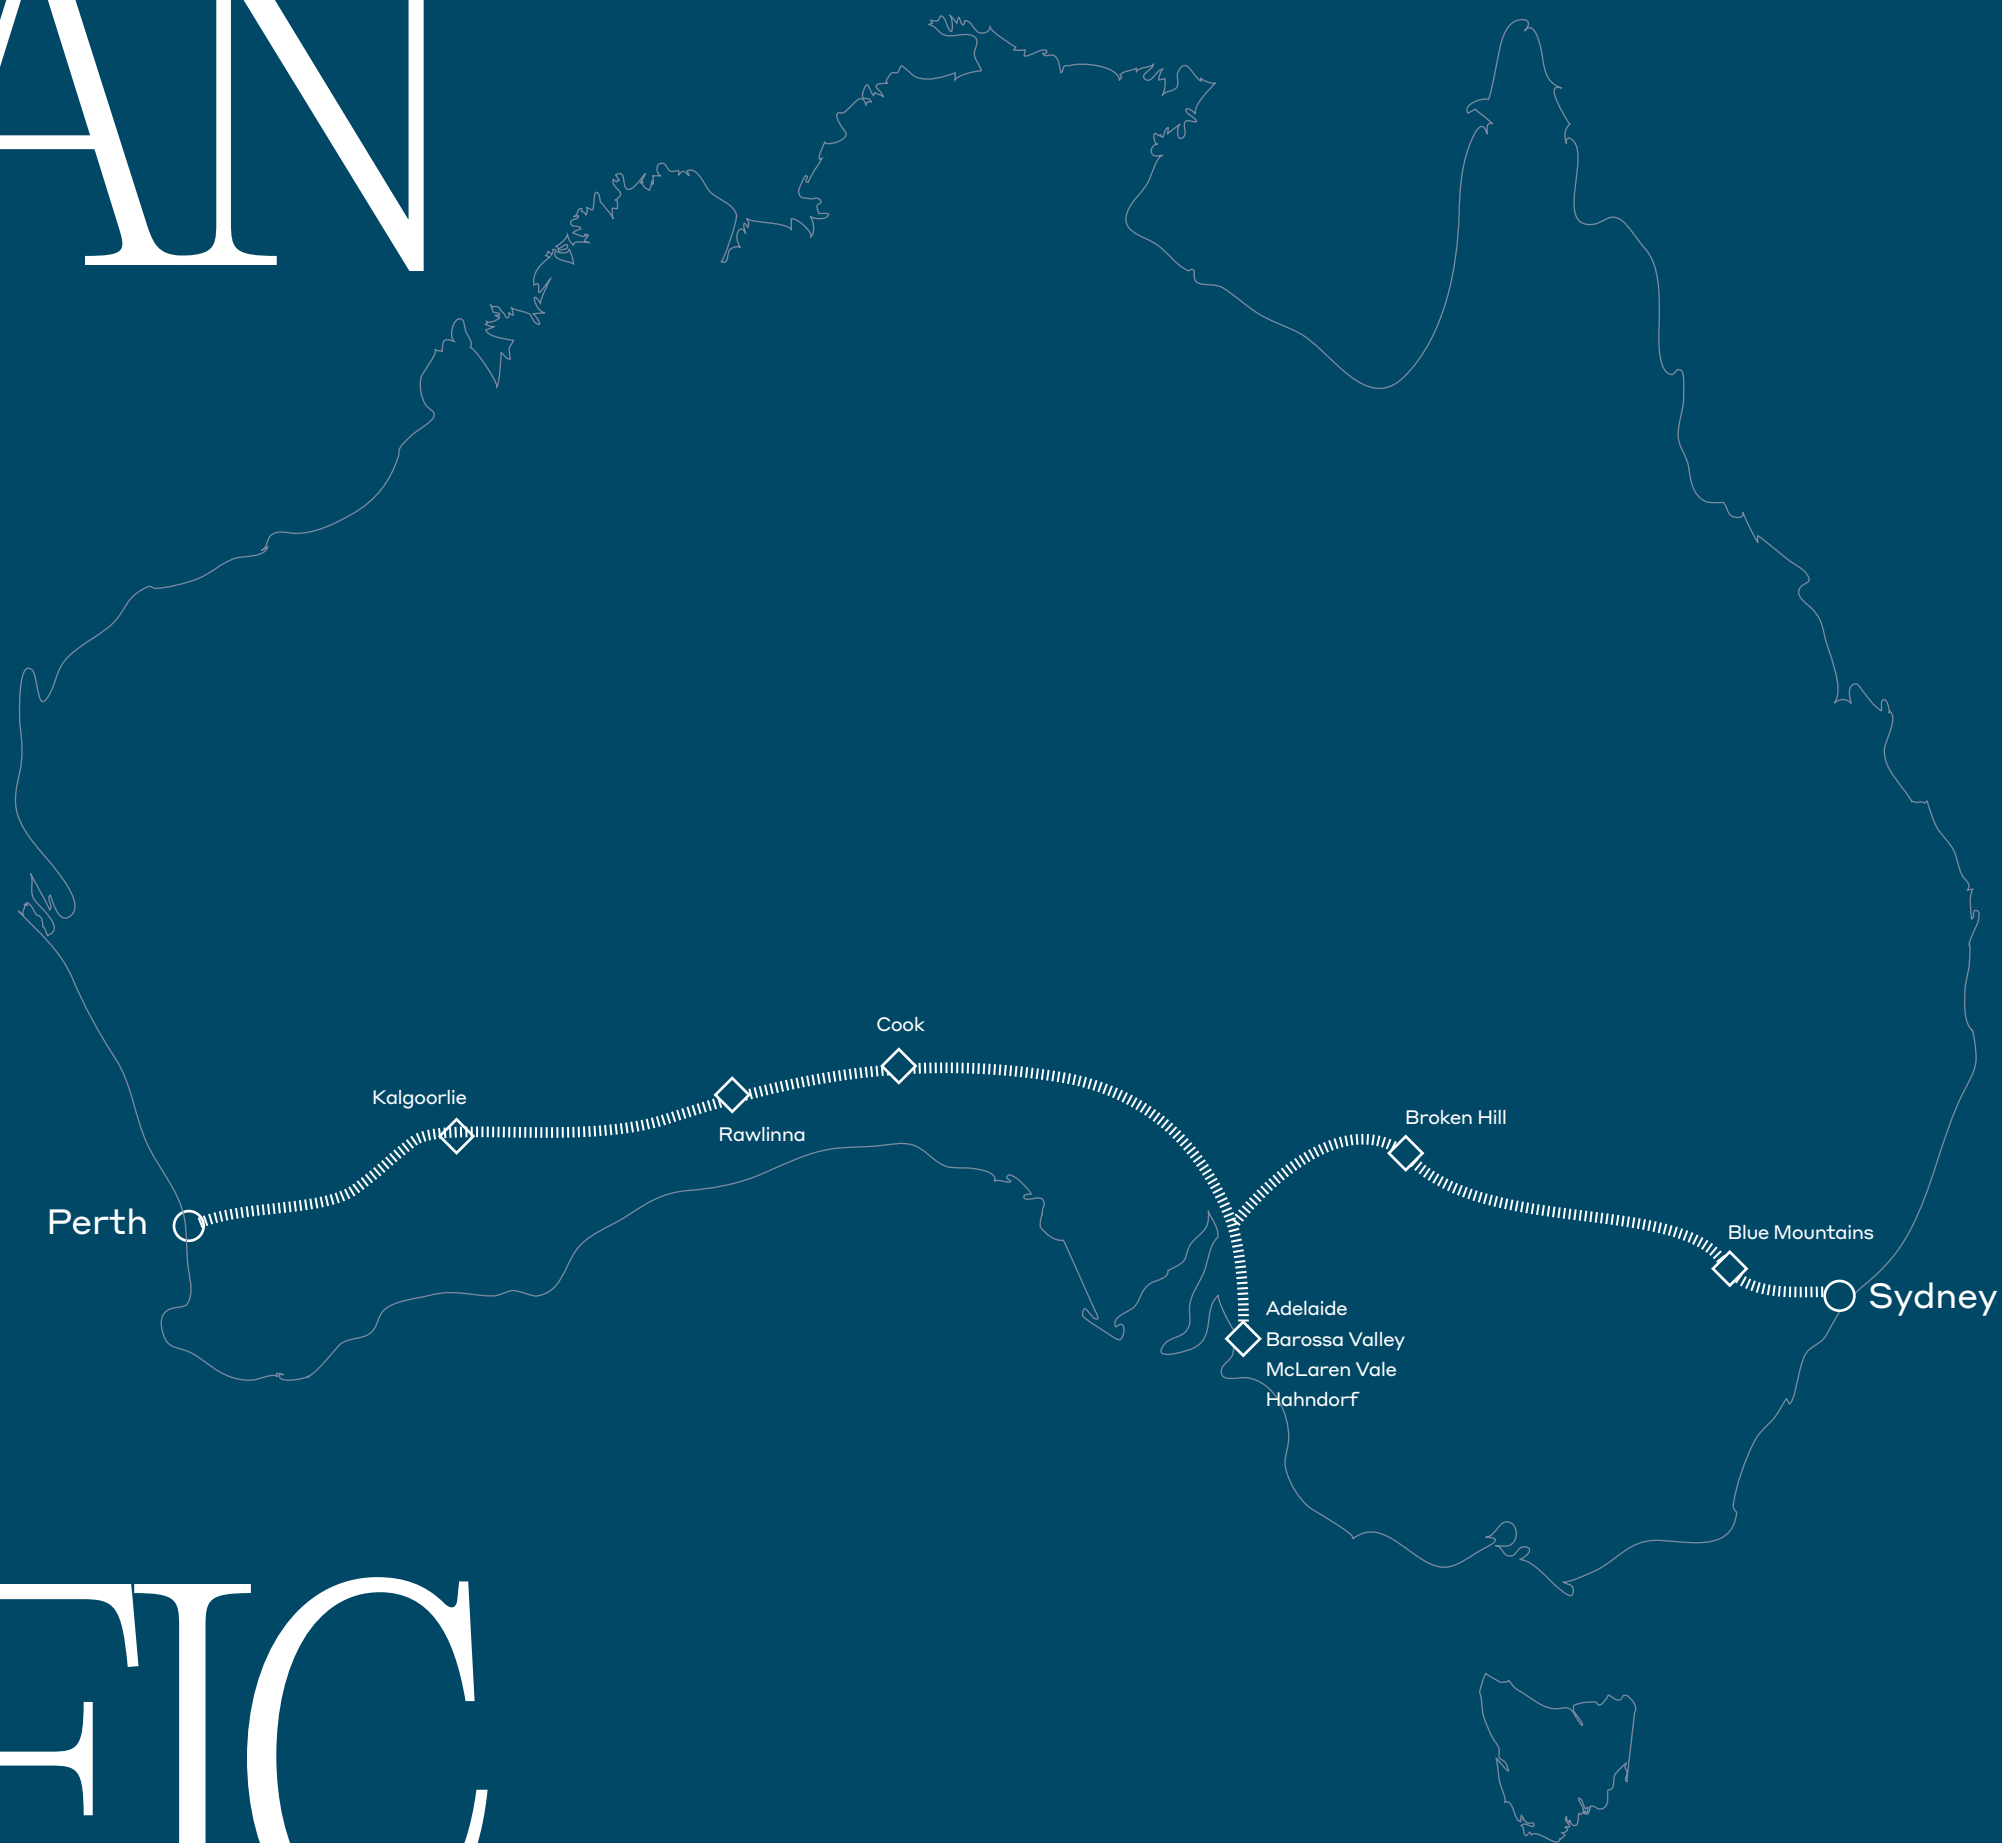 AN
Cook
Kalgoorlie
Rawlinna
Broken Hill
Perth
Blue Mountains
Sydney
Adelaide
Barossa Valley
McLaren Vale
Hahndorf
FIC